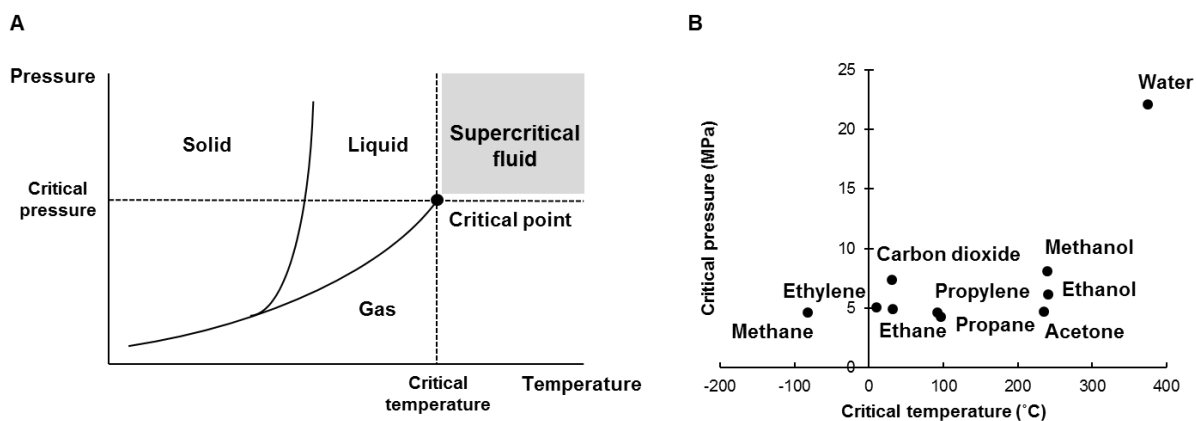 A
Pressure
Solid
Liquid
Supercritical
fluid
Critical
pressure
Critical point
Gas
Critical
temperature
Temperature
B
Critical pressure (MPa)
25
20
15
10
5
0
-200
-100
0
100
200
300
400
Critical temperature (˚C)
Water
Carbon dioxide
Methanol
Ethylene
Propylene
Ethanol
Methane
Ethane
Propane
Acetone